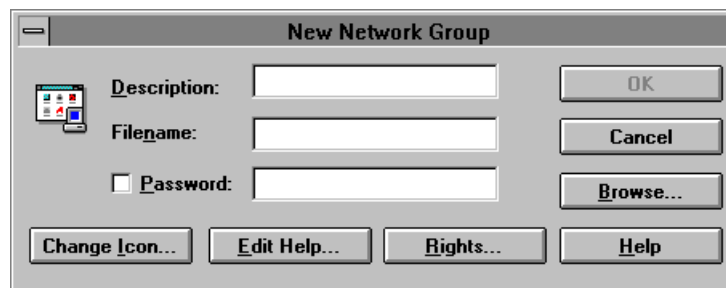 New Network Group
Description:
OK
Filename:
Cancel
Password:
Browse...
Change Icon... Edit Help... Rights... Help